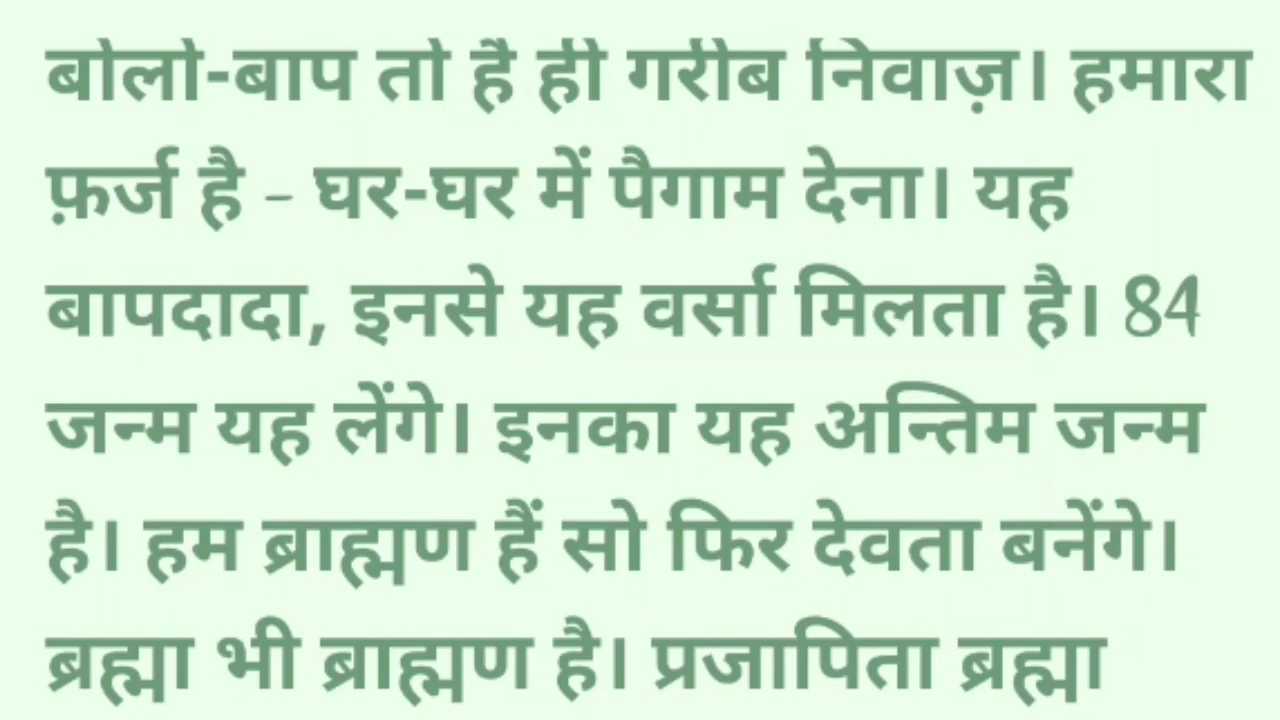 बोलो-बाप तो है ही गरीब निवाज़। हमारा
फ़र्ज है - घर-घर में पैगाम देना। यह
बापदादा, इनसे यह वर्सा मिलता है। 84
जन्म यह लेंगे। इनका यह अन्तिम जन्म
है। हम ब्राह्मण हैं सो फिर देवता बनेंगे।
ब्रह्मा भी ब्राह्मण है। प्रजापिता ब्रह्मा